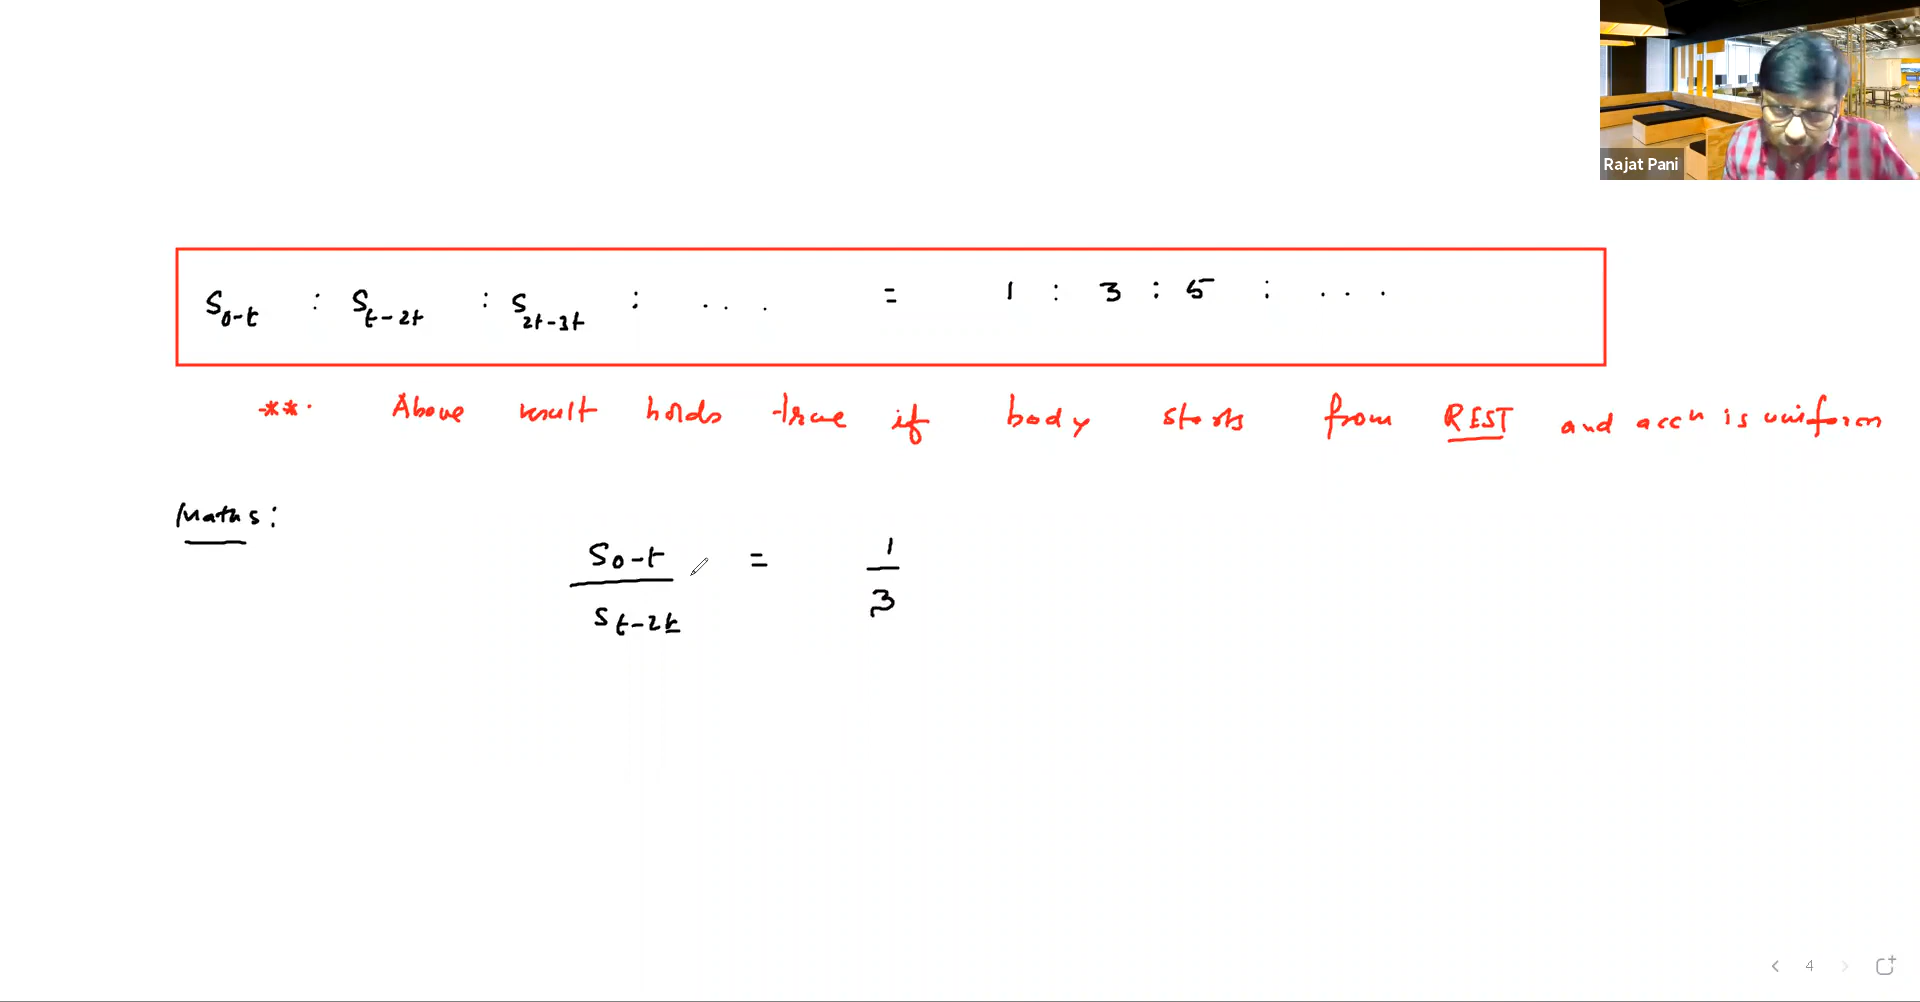 Rajat Pani
S0-t : St-2t : S2t-3t : ... = 1 : 3 : 5 : ...
**. Above result holds true if body starts from REST and accn is uniform
Maths:
S0-t / St-2t = 1 / 3
4